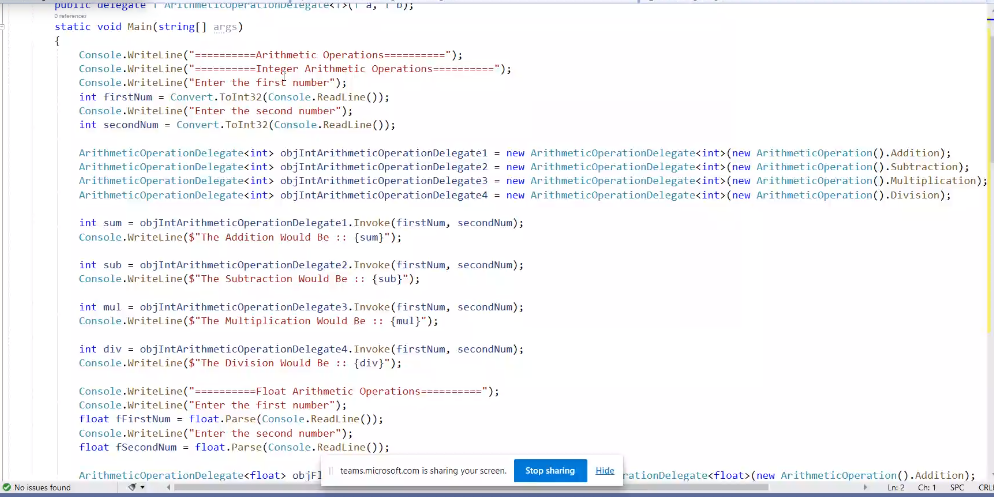 public delegate T ArithmeticOperationDelegate<T>(T a, T b);
3 references
static void Main(string[] args)
{
Console.WriteLine("==========Arithmetic Operations==========");
Console.WriteLine("==========Integer Arithmetic Operations==========");
Console.WriteLine("Enter the first number");
int firstNum = Convert.ToInt32(Console.ReadLine());
Console.WriteLine("Enter the second number");
int secondNum = Convert.ToInt32(Console.ReadLine());
ArithmeticOperationDelegate<int> objIntArithmeticOperationDelegate1 = new ArithmeticOperationDelegate<int>(new ArithmeticOperation().Addition);
ArithmeticOperationDelegate<int> objIntArithmeticOperationDelegate2 = new ArithmeticOperationDelegate<int>(new ArithmeticOperation().Subtraction);
ArithmeticOperationDelegate<int> objIntArithmeticOperationDelegate3 = new ArithmeticOperationDelegate<int>(new ArithmeticOperation().Multiplication);
ArithmeticOperationDelegate<int> objIntArithmeticOperationDelegate4 = new ArithmeticOperationDelegate<int>(new ArithmeticOperation().Division);
int sum = objIntArithmeticOperationDelegate1.Invoke(firstNum, secondNum);
Console.WriteLine($"The Addition Would Be :: {sum}");
int sub = objIntArithmeticOperationDelegate2.Invoke(firstNum, secondNum);
Console.WriteLine($"The Subtraction Would Be :: {sub}");
int mul = objIntArithmeticOperationDelegate3.Invoke(firstNum, secondNum);
Console.WriteLine($"The Multiplication Would Be :: {mul}");
int div = objIntArithmeticOperationDelegate4.Invoke(firstNum, secondNum);
Console.WriteLine($"The Division Would Be :: {div}");
Console.WriteLine("==========Float Arithmetic Operations==========");
Console.WriteLine("Enter the first number");
float fFirstNum = float.Parse(Console.ReadLine());
Console.WriteLine("Enter the second number");
float fSecondNum = float.Parse(Console.ReadLine());
ArithmeticOperationDelegate<float> objFl Delegate<float>(new ArithmeticOperation().Addition);
teams.microsoft.com is sharing your screen. Stop sharing Hide
No issues found Ln: 2 Ch: 1 SPC CRL